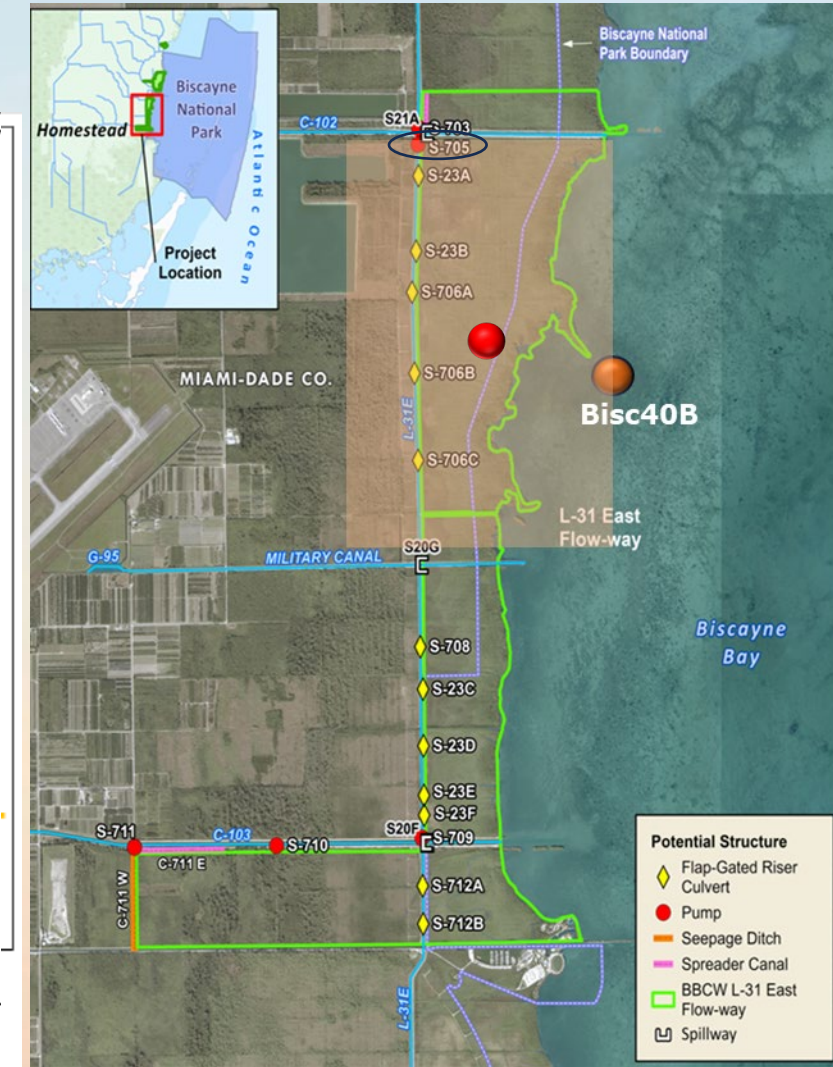 Biscayne National
Park Boundary
Biscayne
National
Park
Homestead
Atlantic Ocean
Project
Location
C-102
S21A
S-703
S-705
S-23A
S-23B
S-706A
MIAMI-DADE CO.
S-706B
Bisc40B
L-31E
S-706C
L-31 East
Flow-way
G-95
MILITARY CANAL
S20G
Biscayne
Bay
S-708
S-23C
S-23D
S-23E
S-23F
S-711
C-103
S-710
S20F
S-709
C-711 E
C-711 W
S-712A
S-712B
L-31E
Potential Structure
Flap-Gated Riser
Culvert
Pump
Seepage Ditch
Spreader Canal
BBCW L-31 East
Flow-way
Spillway